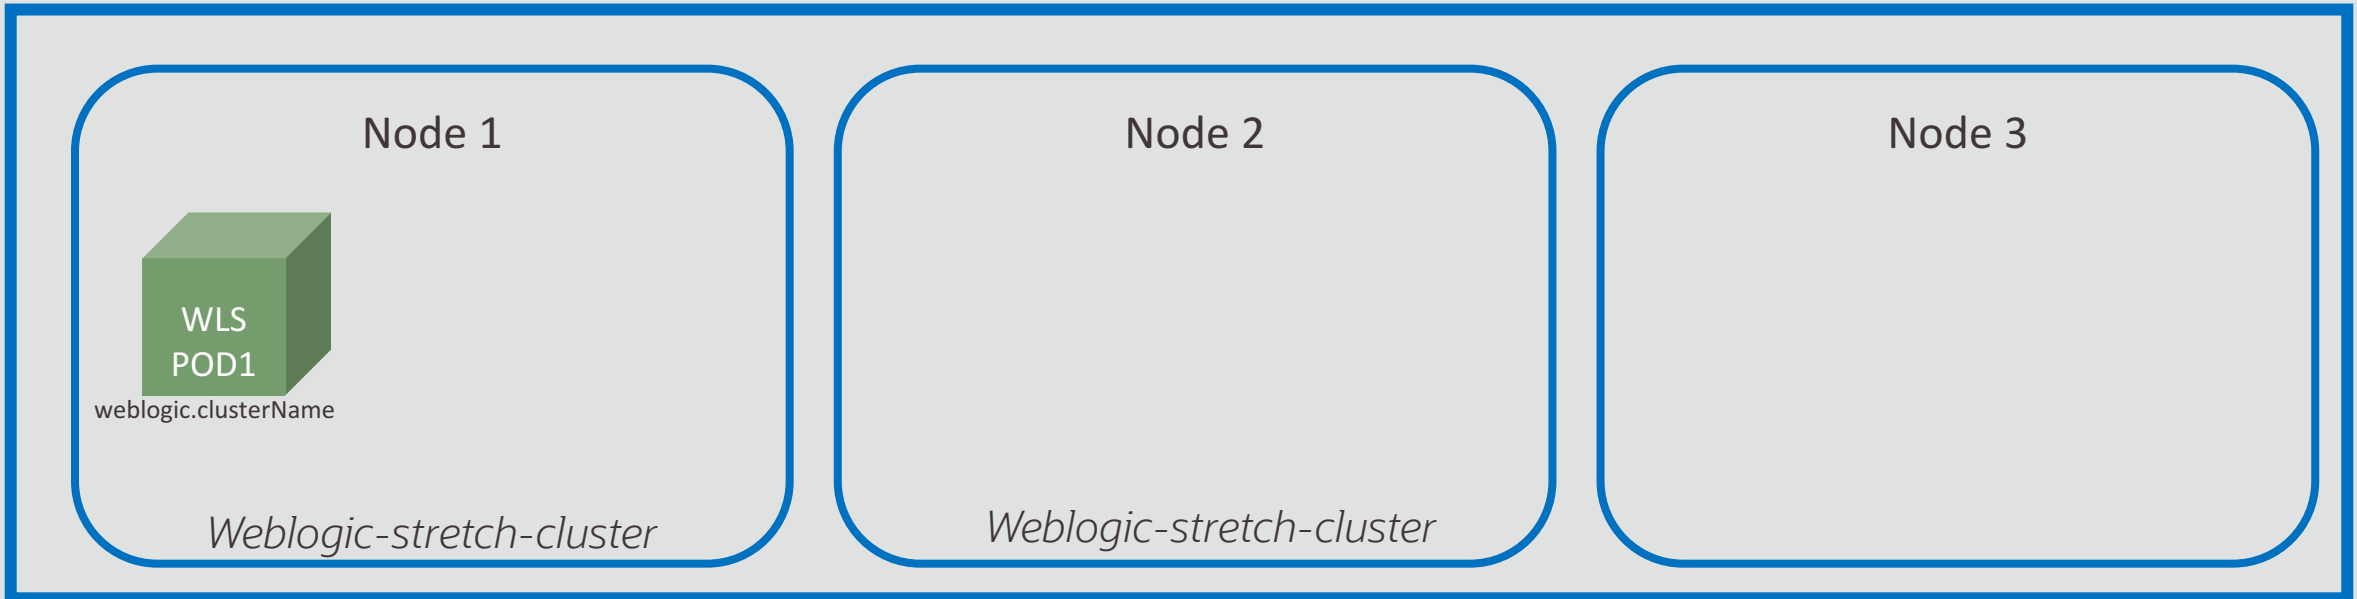 Node 1
Node 2
Node 3
WLS
POD1
weblogic.clusterName
Weblogic-stretch-cluster
Weblogic-stretch-cluster